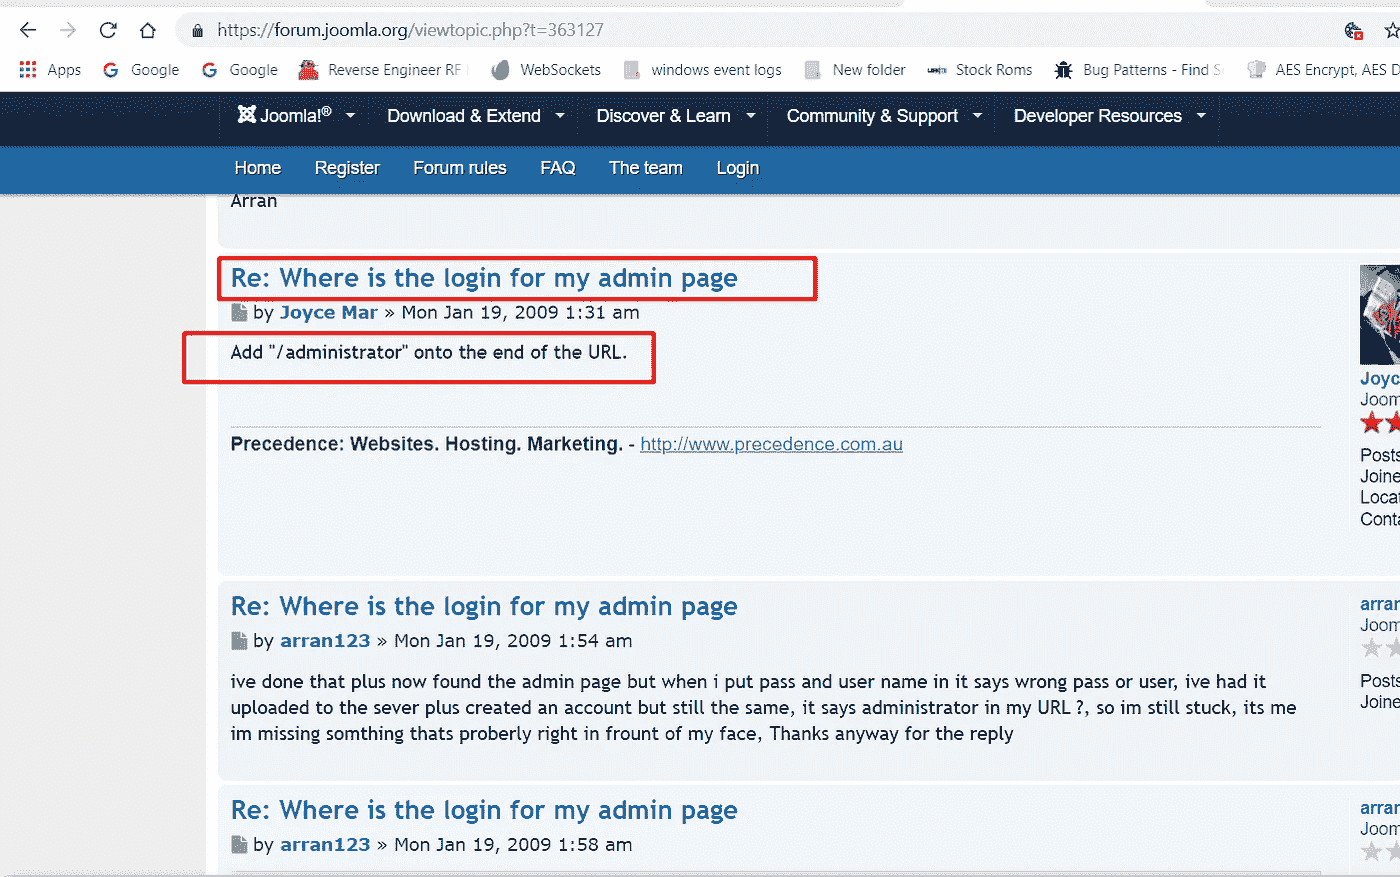 https://forum.joomla.org/viewtopic.php?t=363127
Apps Google Google Reverse Engineer RF WebSockets windows event logs New folder Stock Roms Bug Patterns - Find AES Encrypt, AES
Joomla!® Download & Extend Discover & Learn Community & Support Developer Resources
Home Register Forum rules FAQ The team Login
Arran
Re: Where is the login for my admin page
by Joyce Mar » Mon Jan 19, 2009 1:31 am
Add "/administrator" onto the end of the URL.
Joyc
Joom
Precedence: Websites. Hosting. Marketing. - http://www.precedence.com.au
Posts
Joine
Locat
Conta
Re: Where is the login for my admin page
arran
by arran123 » Mon Jan 19, 2009 1:54 am
Joom
ive done that plus now found the admin page but when i put pass and user name in it says wrong pass or user, ive had it
uploaded to the sever plus created an account but still the same, it says administrator in my URL ?, so im still stuck, its me
im missing somthing thats proberly right in frount of my face, Thanks anyway for the reply
Posts
Joine
Re: Where is the login for my admin page
arran
by arran123 » Mon Jan 19, 2009 1:58 am
Joom